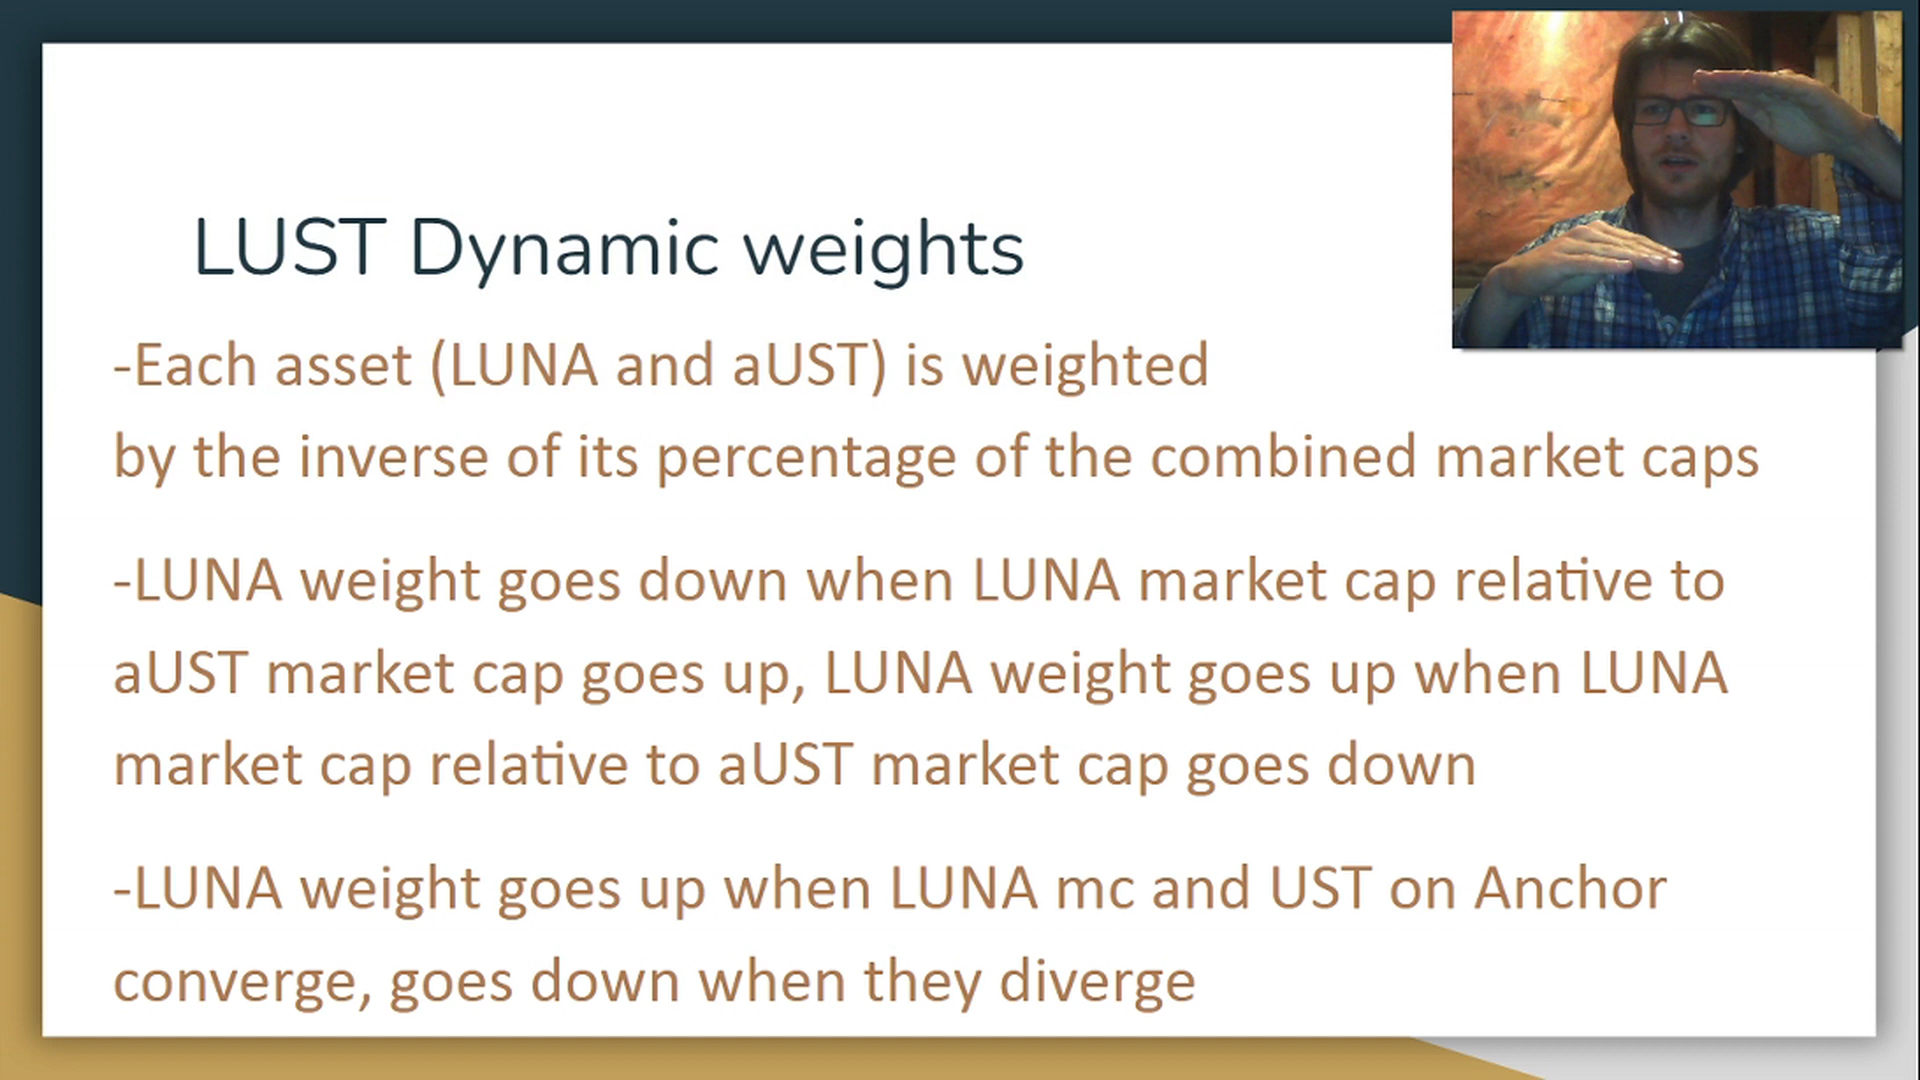 LUST Dynamic weights
-Each asset (LUNA and aUST) is weighted
by the inverse of its percentage of the combined market caps
-LUNA weight goes down when LUNA market cap relative to
aUST market cap goes up, LUNA weight goes up when LUNA
market cap relative to aUST market cap goes down
-LUNA weight goes up when LUNA mc and UST on Anchor
converge, goes down when they diverge